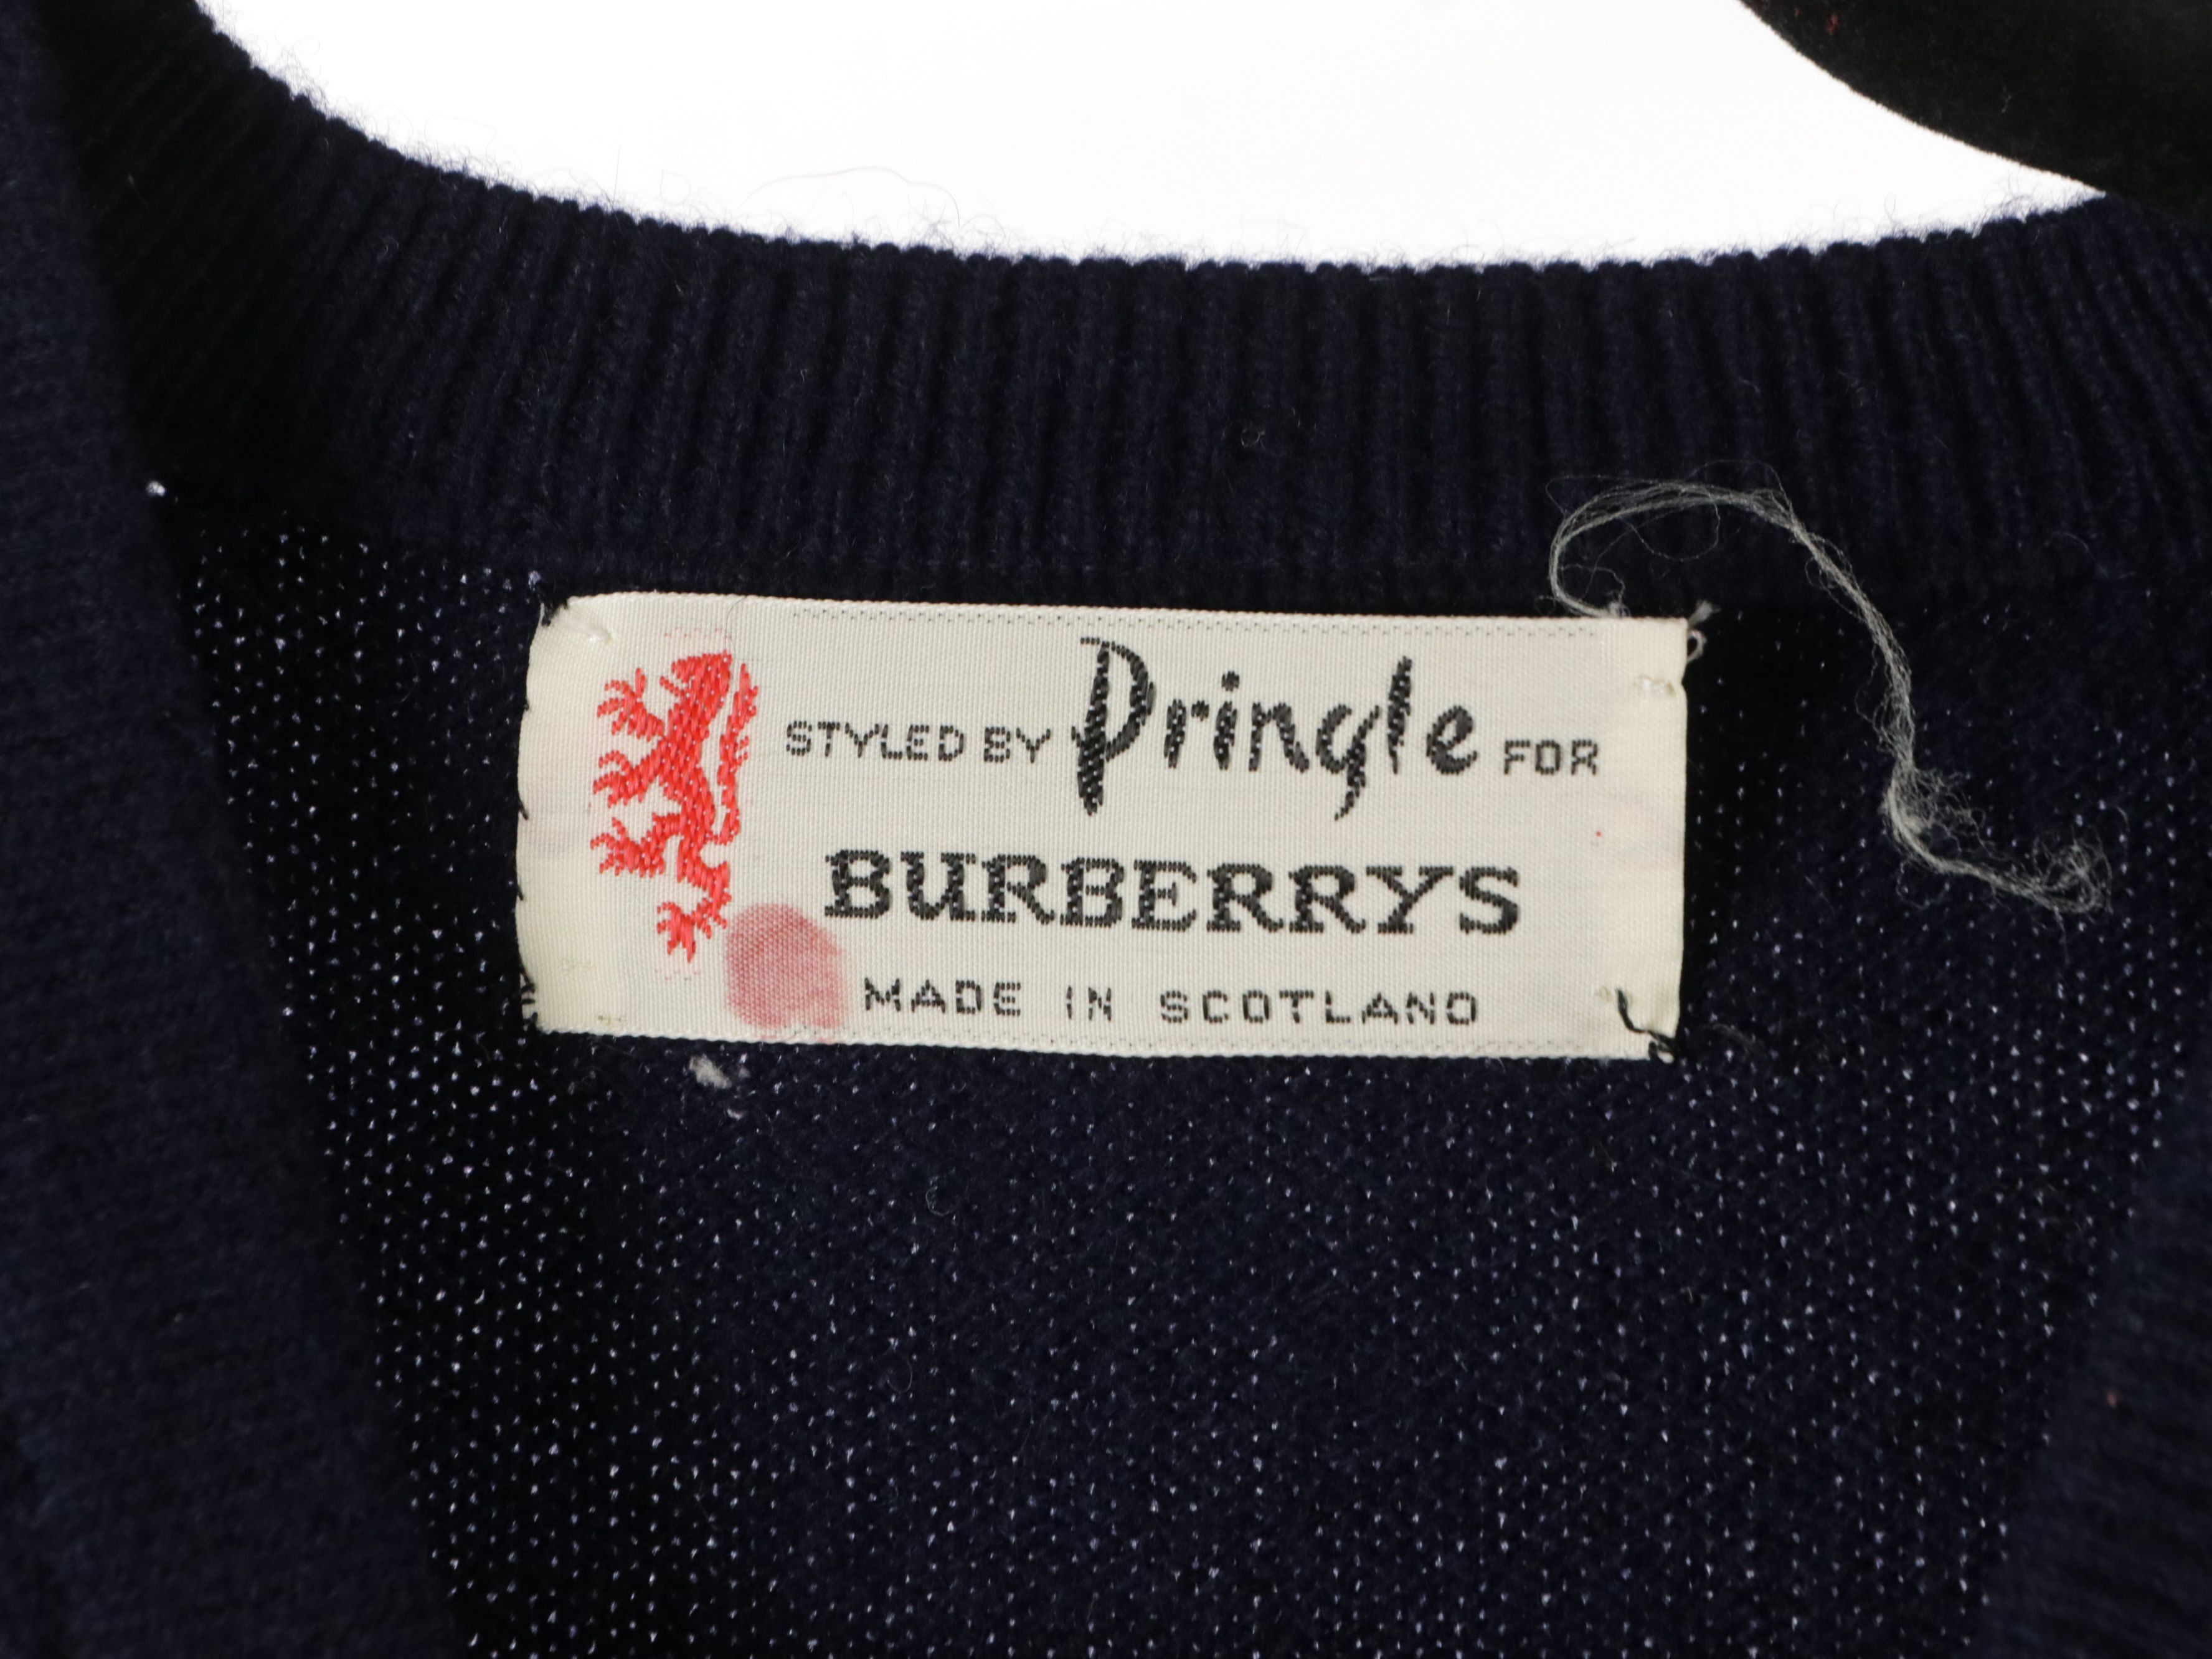 STYLED BY Pringle FOR
BURBERRYS
MADE IN SCOTLAND